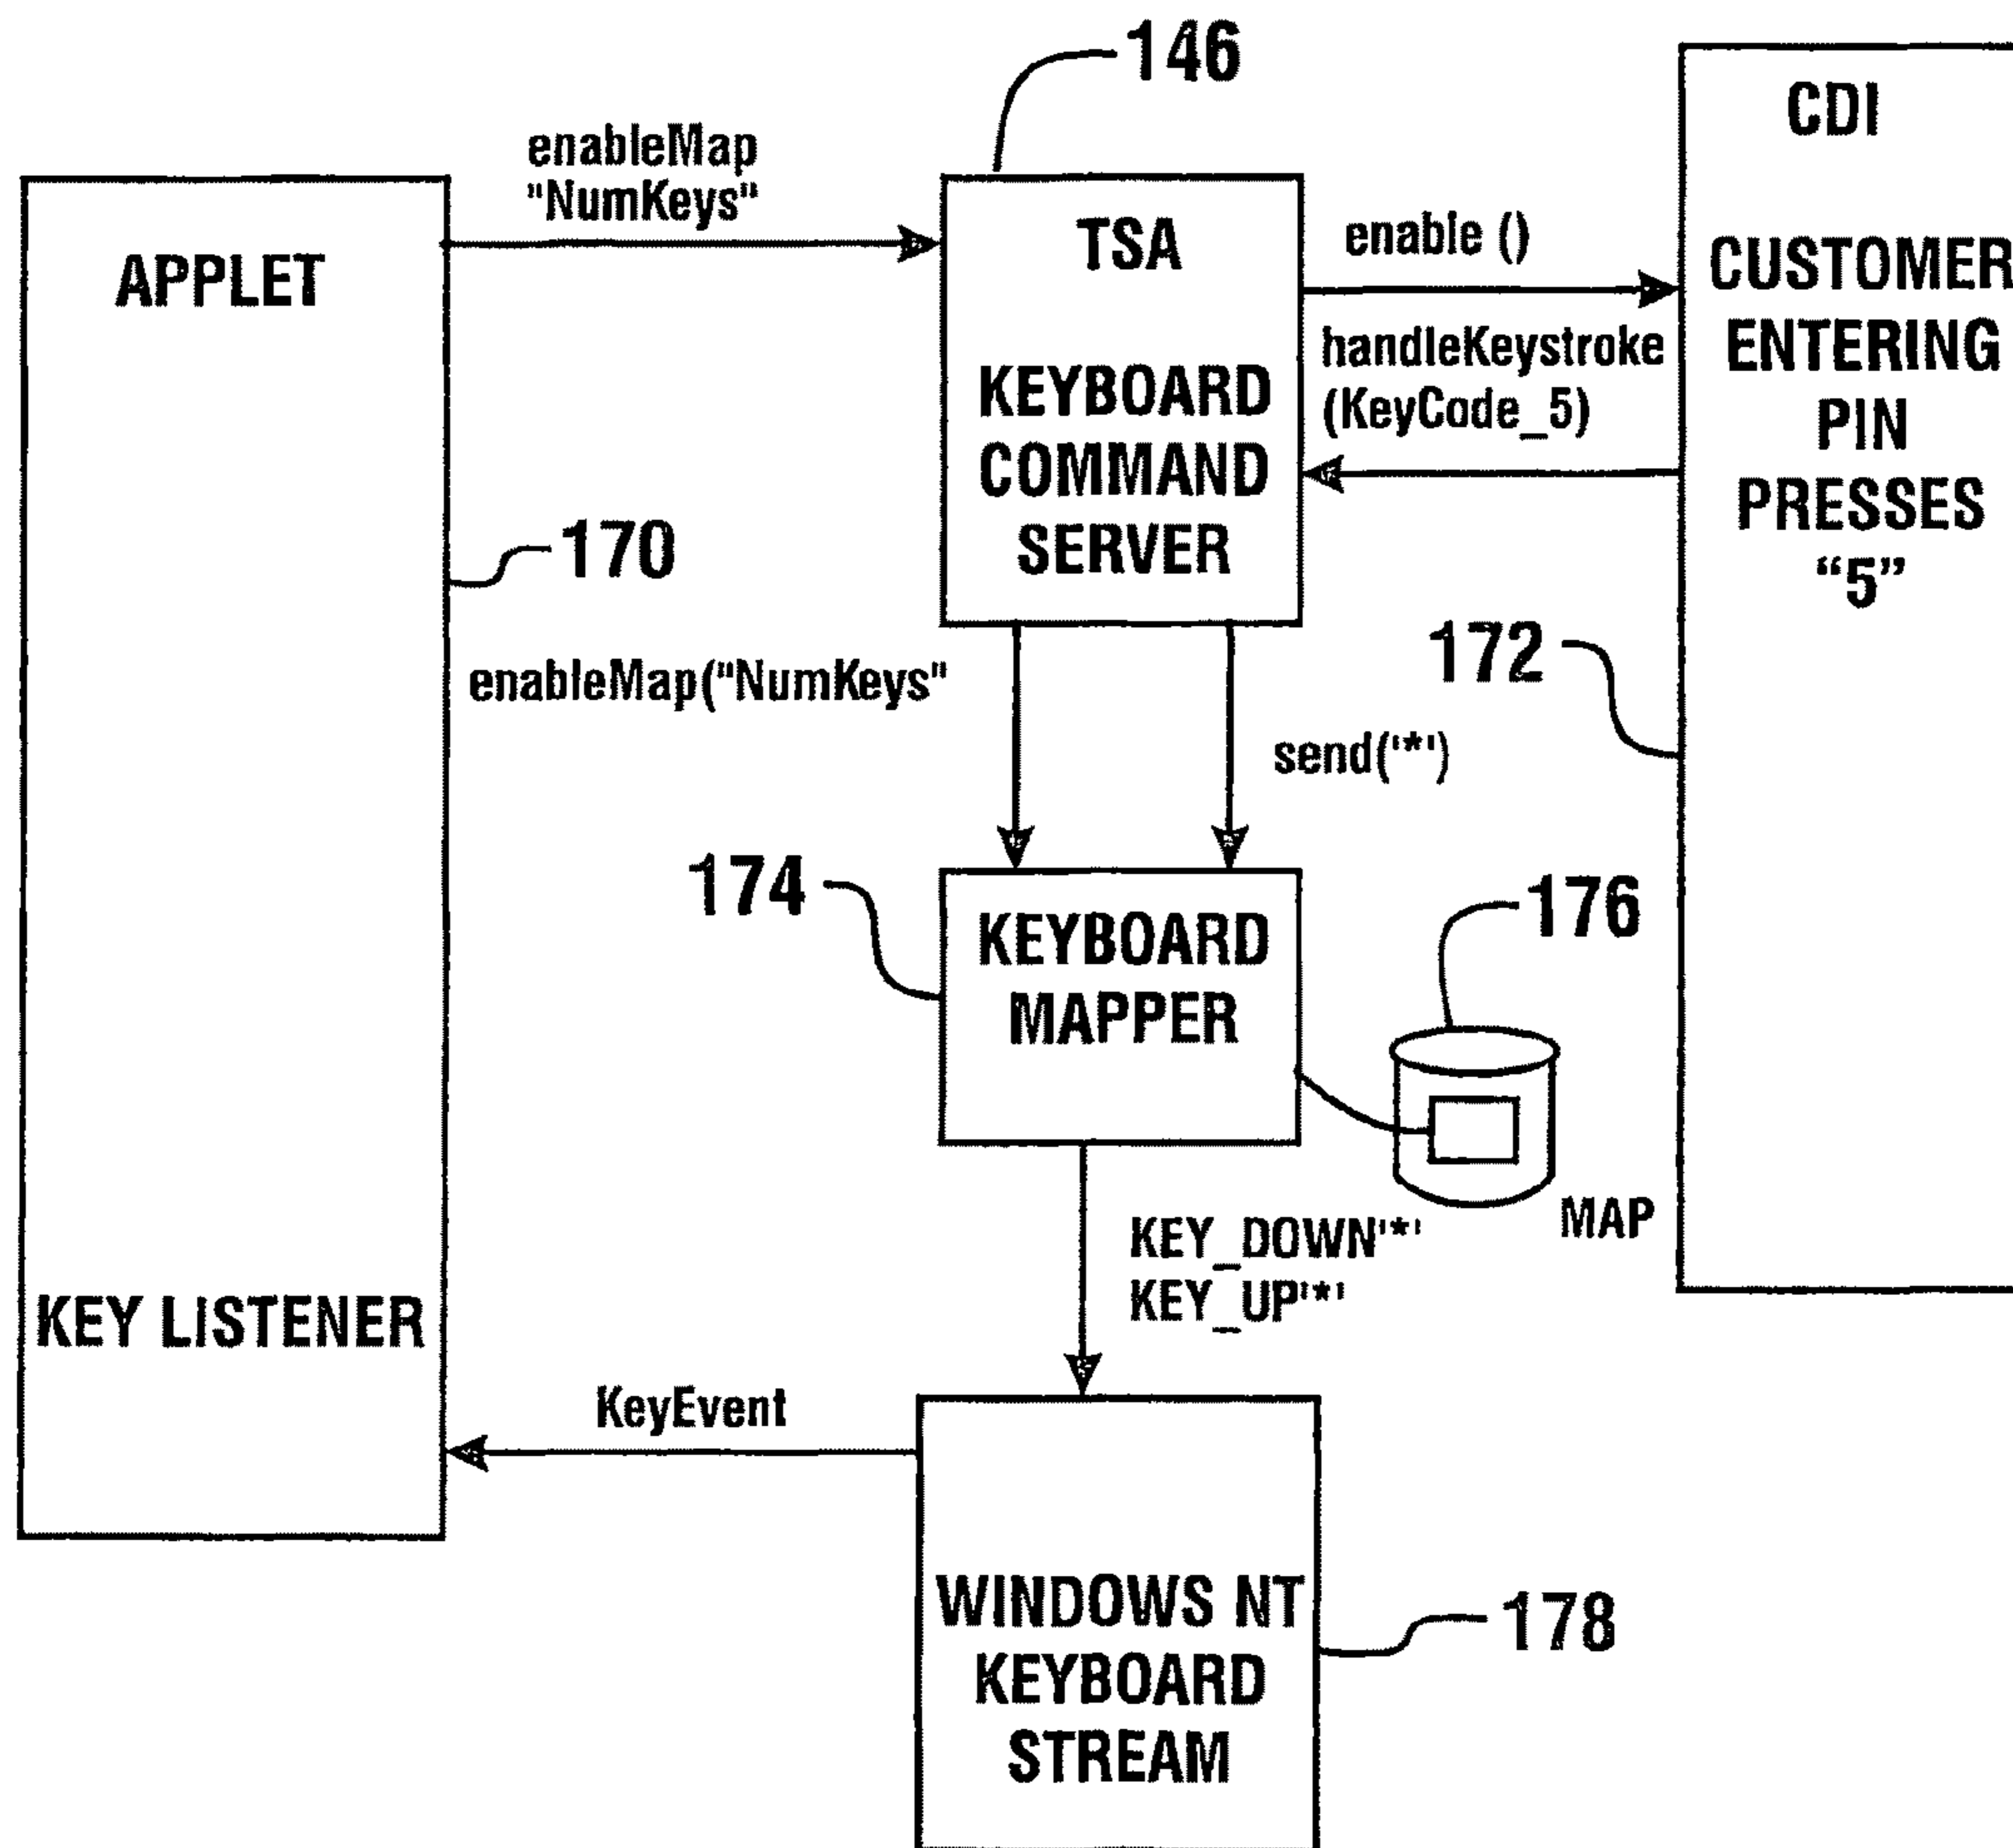 146
CDI
enableMap
"NumKeys"
APPLET
TSA
enable ()
CUSTOMER
ENTERING
PIN
PRESSES
“5”
handleKeystroke
(KeyCode_5)
KEYBOARD
COMMAND
SERVER
170
172
enableMap("NumKeys"
send('*')
174
KEYBOARD
MAPPER
176
MAP
KEY_DOWN'*'
KEY_UP'*'
KEY LISTENER
KeyEvent
WINDOWS NT
KEYBOARD
STREAM
178